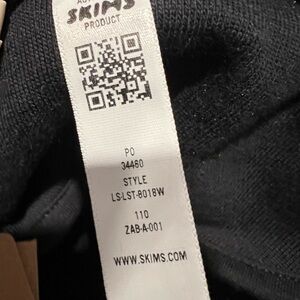 SKIMS
PRODUCT
PO
34460
STYLE
LS-LST-8018W
110
ZAB-A-001
WWW.SKIMS.COM